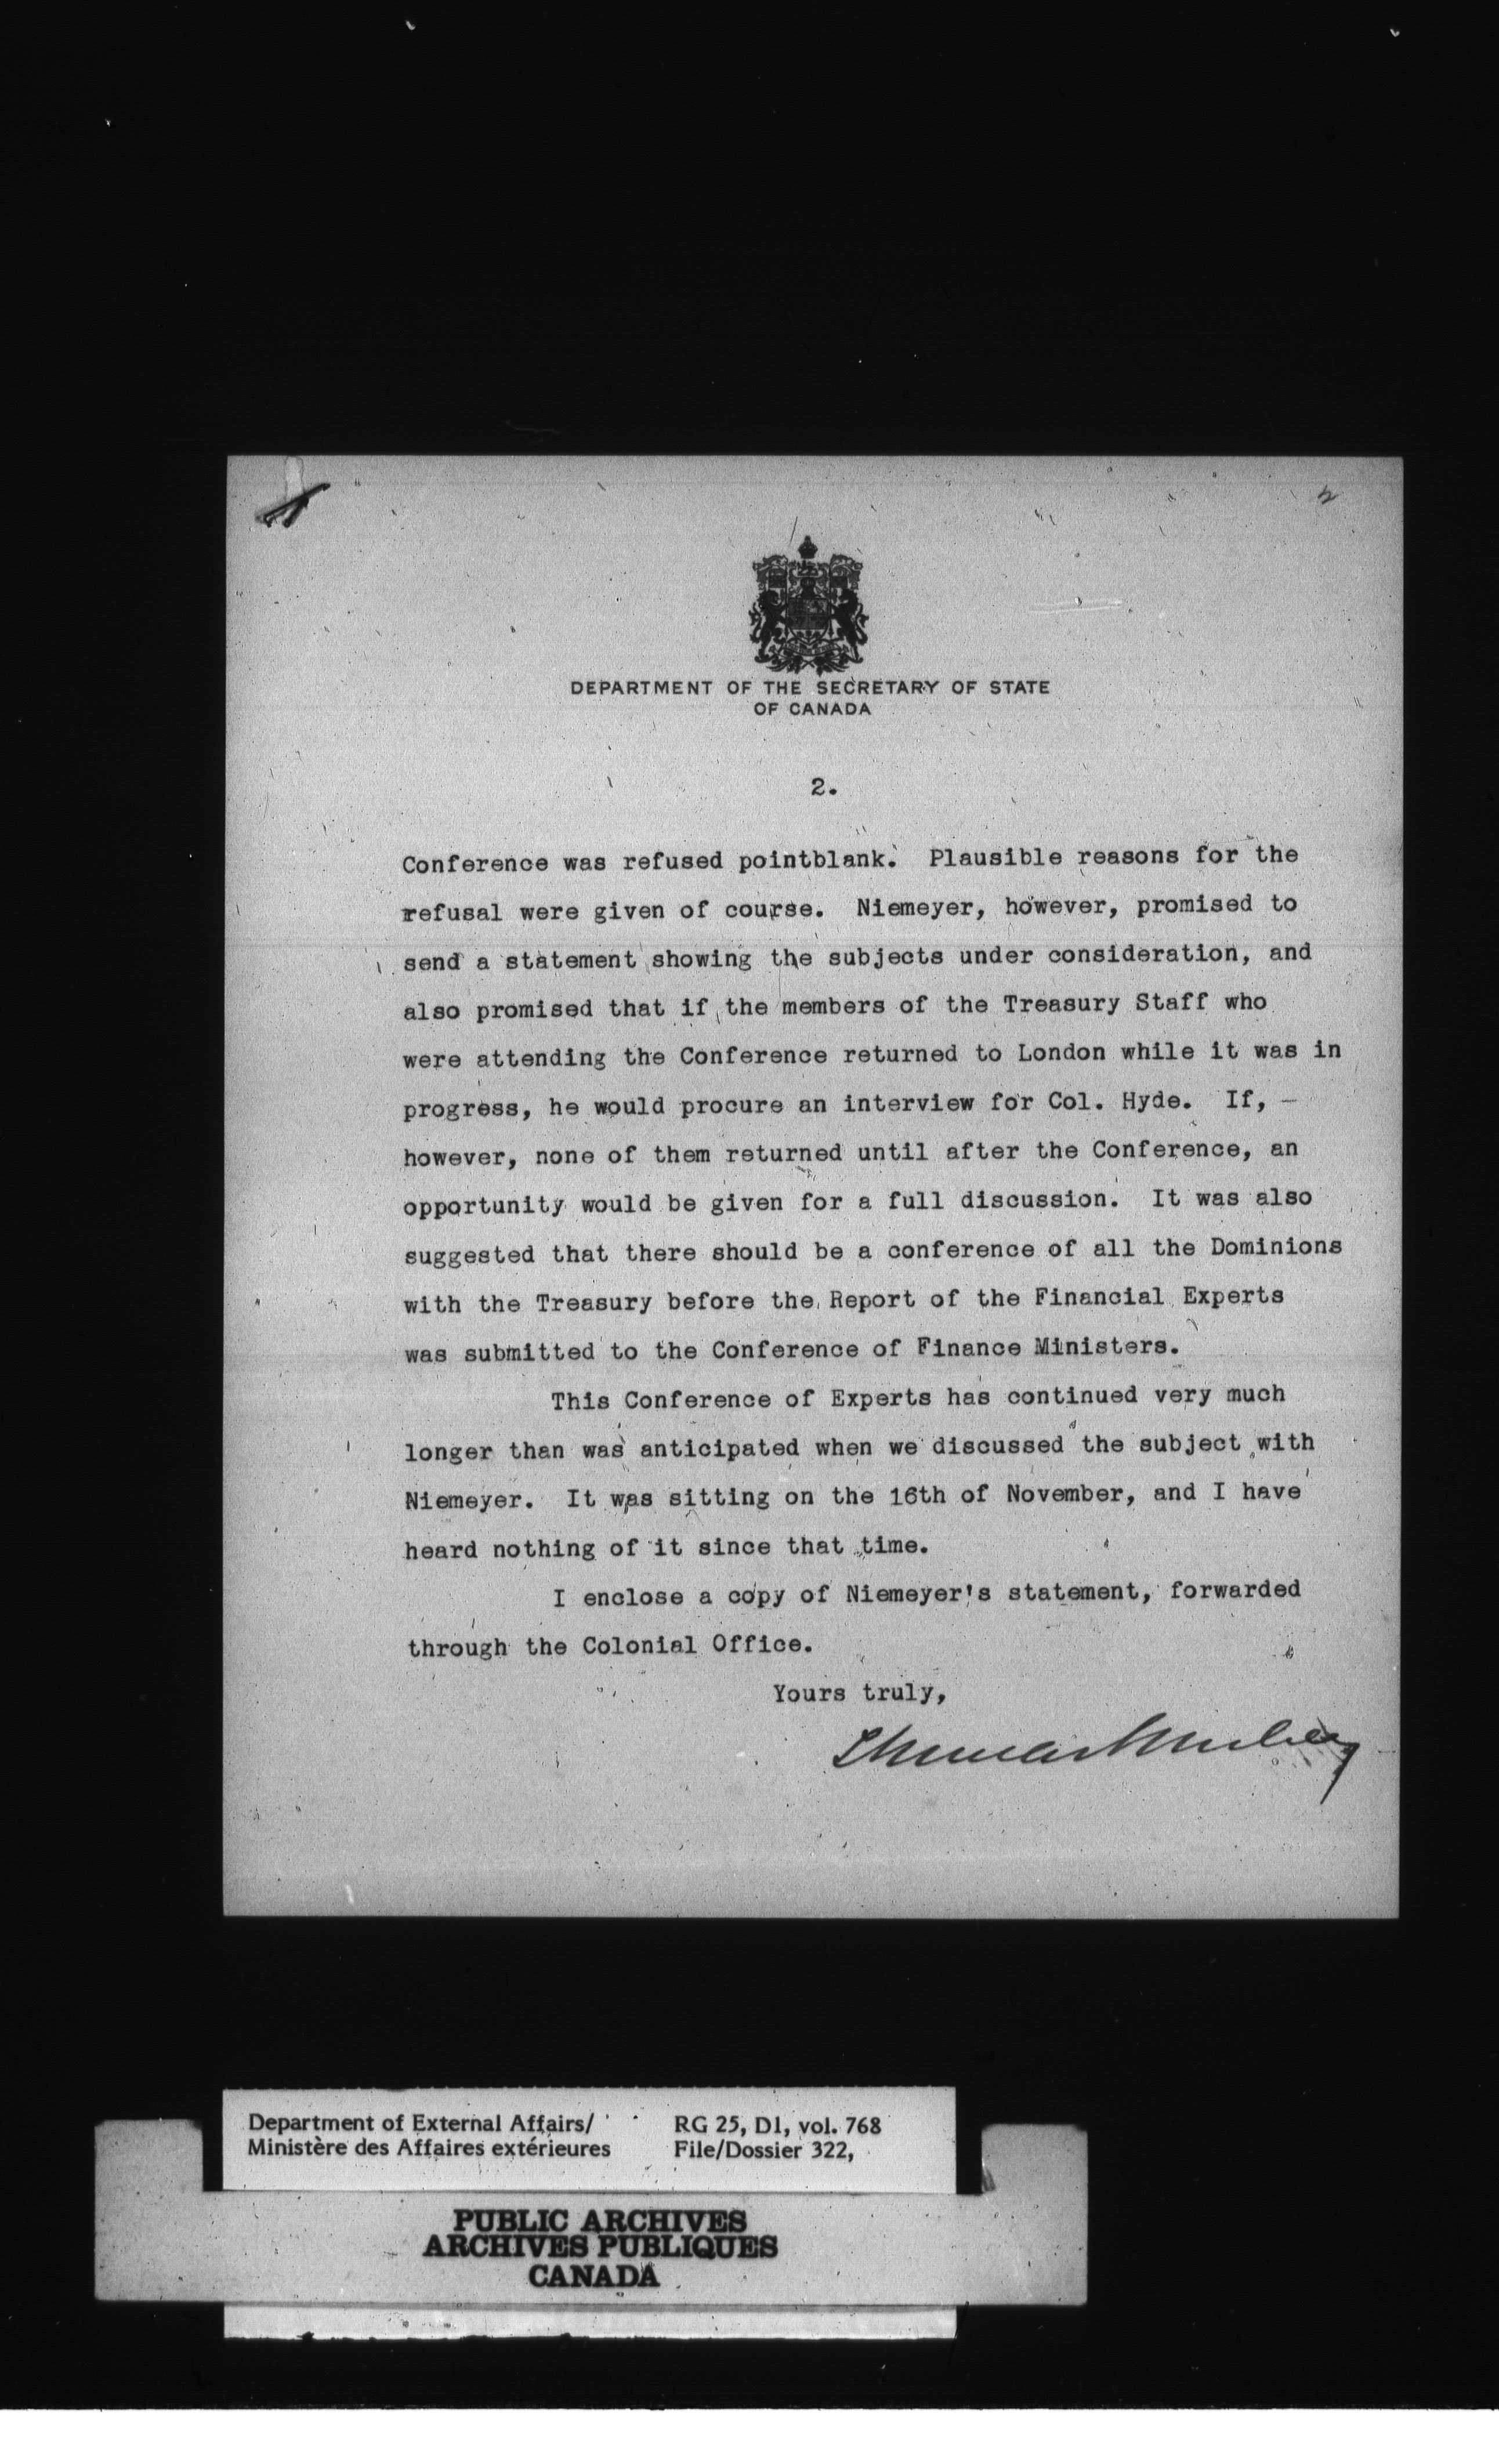 2
DEPARTMENT OF THE SECRETARY OF STATE
OF CANADA
2.
Conference was refused pointblank. Plausible reasons for the
refusal were given of course. Niemeyer, however, promised to
send a statement showing the subjects under consideration, and
also promised that if the members of the Treasury Staff who
were attending the Conference returned to London while it was in
progress, he would procure an interview for Col. Hyde. If, -
however, none of them returned until after the Conference, an
opportunity would be given for a full discussion. It was also
suggested that there should be a conference of all the Dominions
with the Treasury before the Report of the Financial Experts
was submitted to the Conference of Finance Ministers.
This Conference of Experts has continued very much
longer than was anticipated when we discussed the subject with
Niemeyer. It was sitting on the 16th of November, and I have
heard nothing of it since that time.
I enclose a copy of Niemeyer's statement, forwarded
through the Colonial Office.
Yours truly,
Thomas Mulvey
Department of External Affairs/ RG 25, D1, vol. 768
Ministère des Affaires extérieures File/Dossier 322,
PUBLIC ARCHIVES
ARCHIVES PUBLIQUES
CANADA